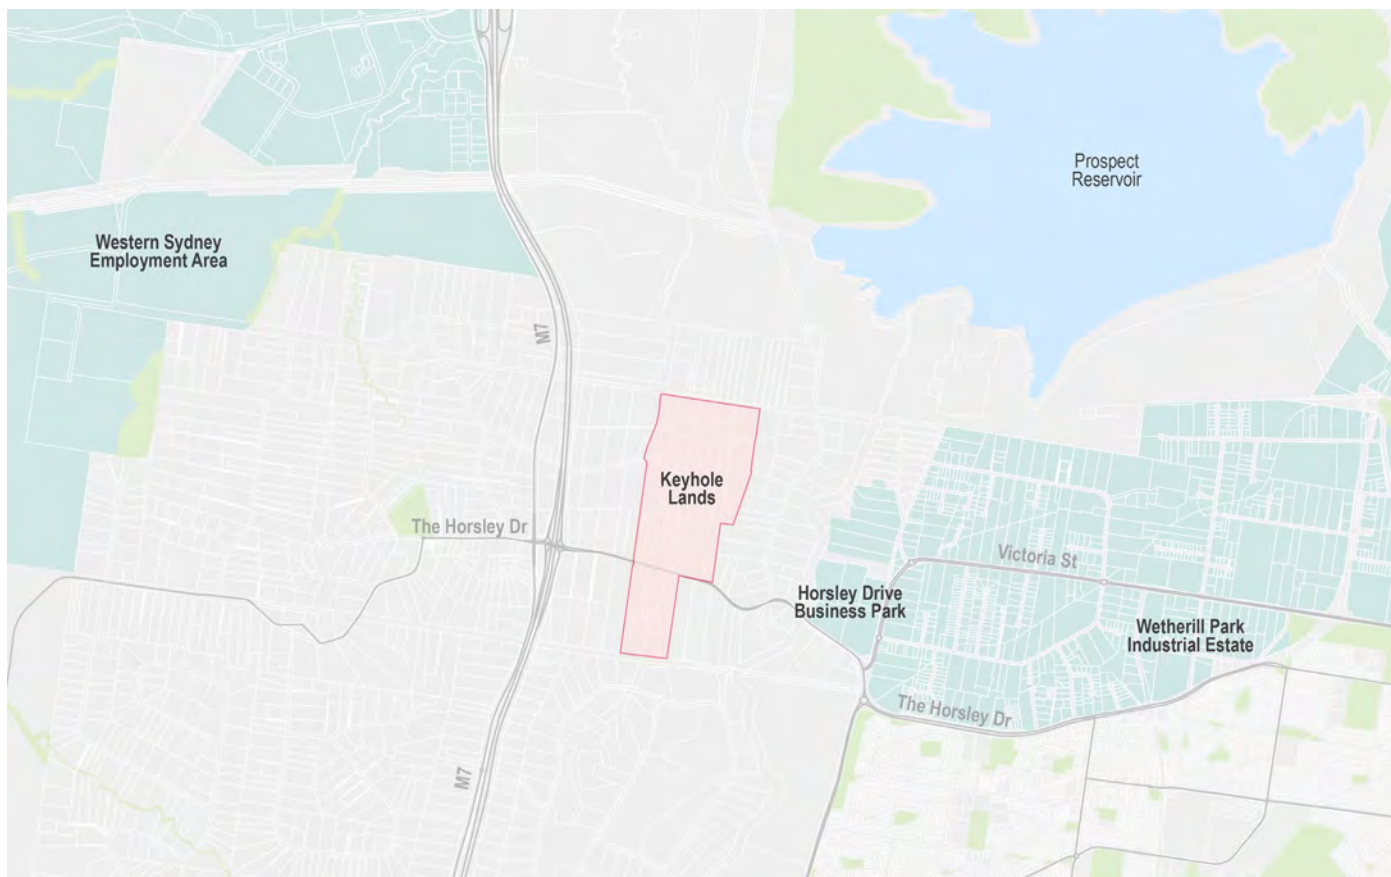 Prospect
Reservoir
Western Sydney
Employment Area
M7
Keyhole
Lands
The Horsley Dr
Victoria St
Horsley Drive
Business Park
Wetherill Park
Industrial Estate
The Horsley Dr
M7